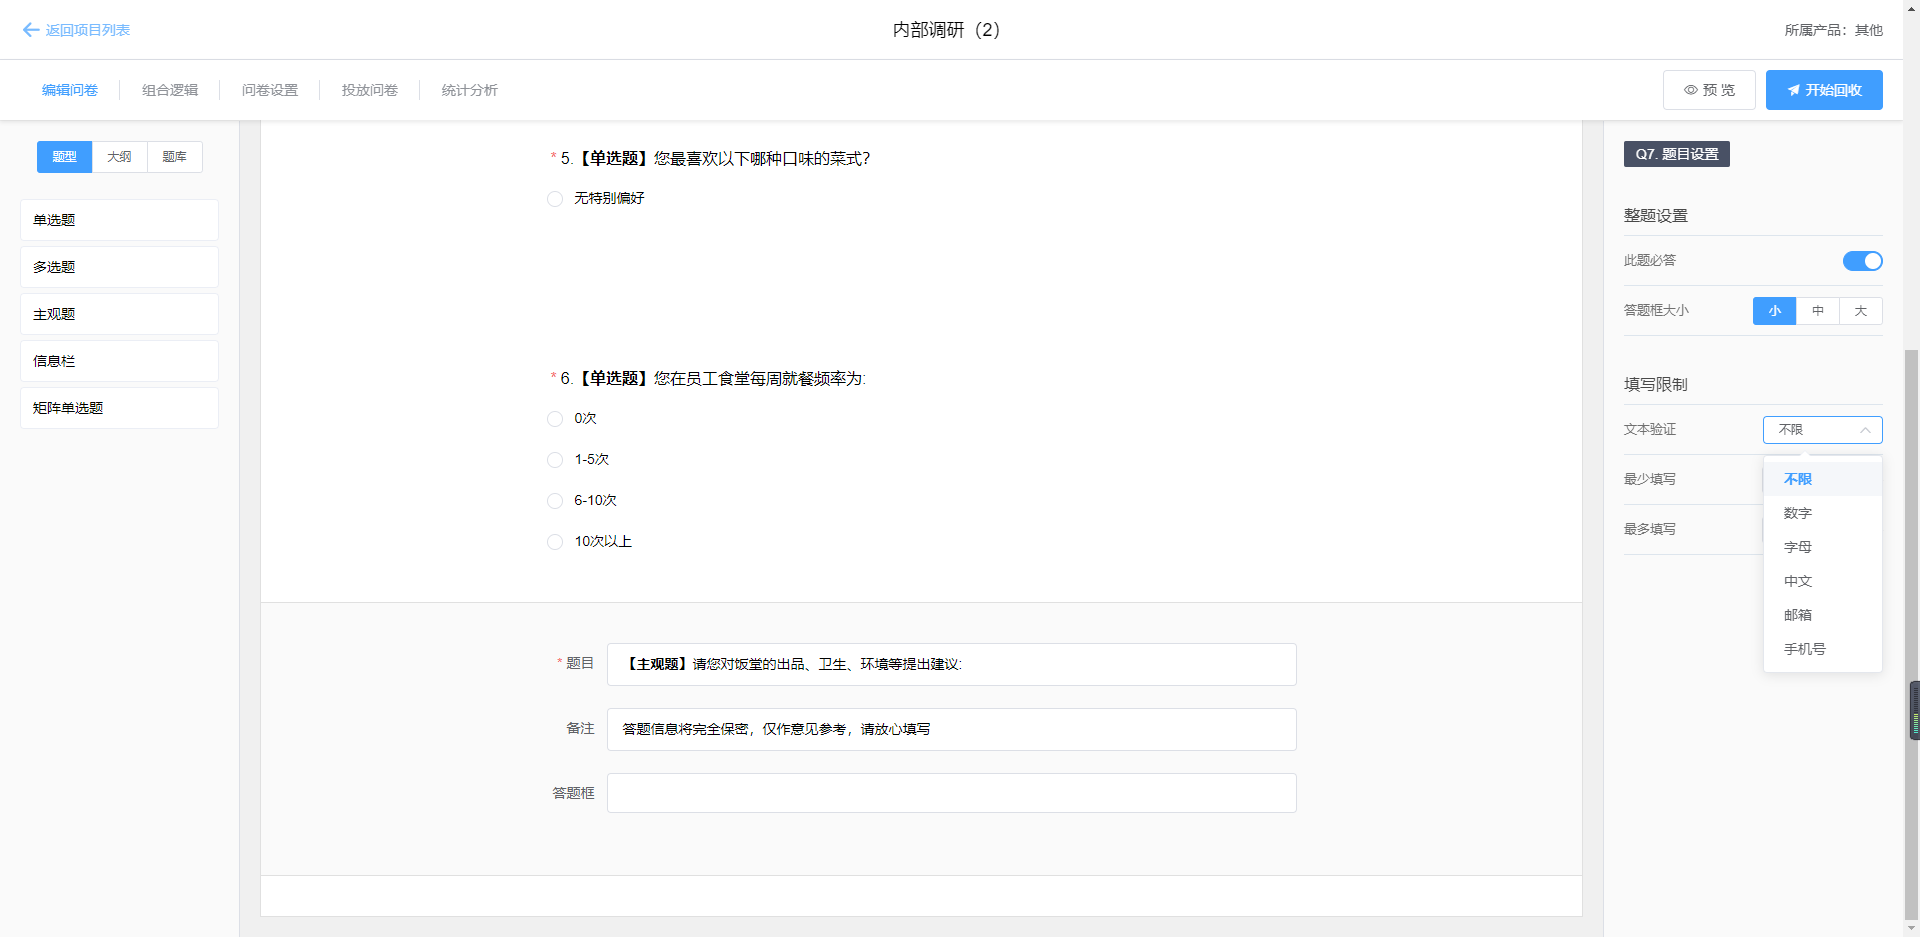 返回项目列表
内部调研（2）
所属产品：其他
编辑问卷
组合逻辑
问卷设置
投放问卷
统计分析
预 览
开始回收
题型
大纲
题库
单选题
多选题
主观题
信息栏
矩阵单选题
* 5.【单选题】您最喜欢以下哪种口味的菜式?
无特别偏好
* 6.【单选题】您在员工食堂每周就餐频率为:
0次
1-5次
6-10次
10次以上
* 题目
【主观题】请您对饭堂的出品、卫生、环境等提出建议:
备注
答题信息将完全保密，仅作意见参考，请放心填写
答题框
Q7. 题目设置
整题设置
此题必答
答题框大小
小
中
大
填写限制
文本验证
不限
最少填写
最多填写
不限
数字
字母
中文
邮箱
手机号